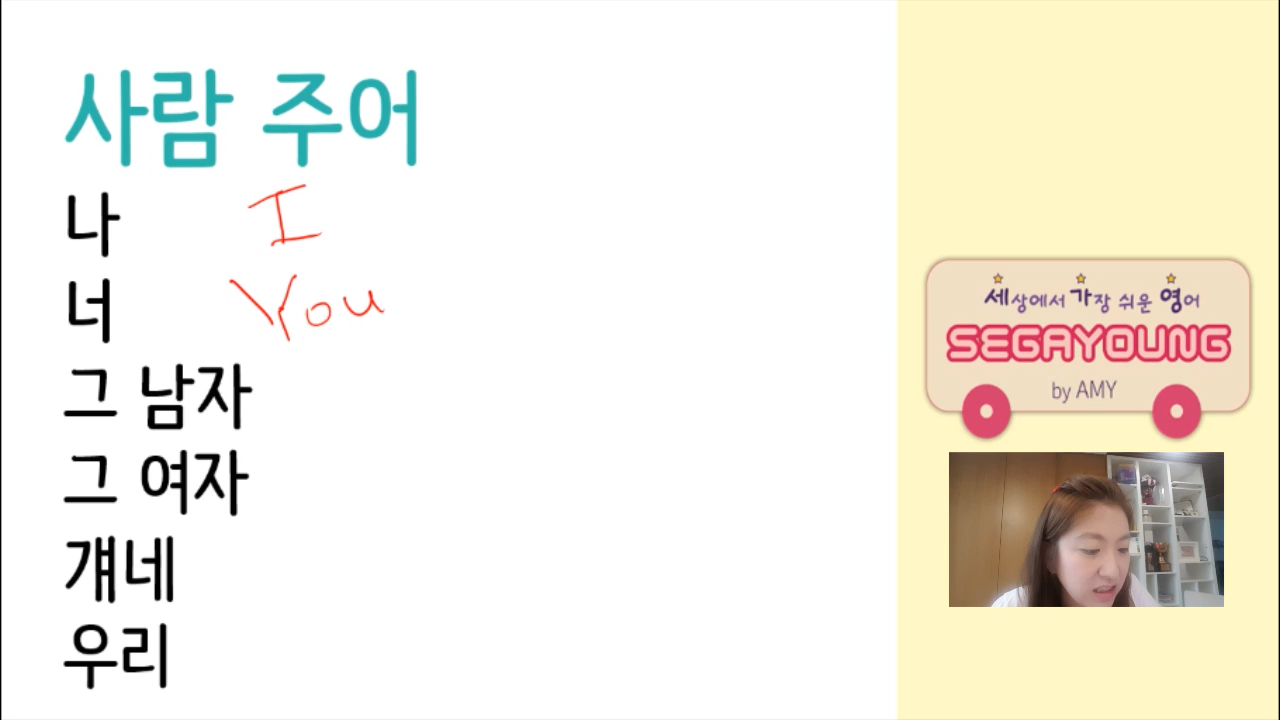 사람 주어
나 I
너 You
그 남자
그 여자
걔네
우리
세상에서 가장 쉬운 영어
SEGAYOUNG
by AMY